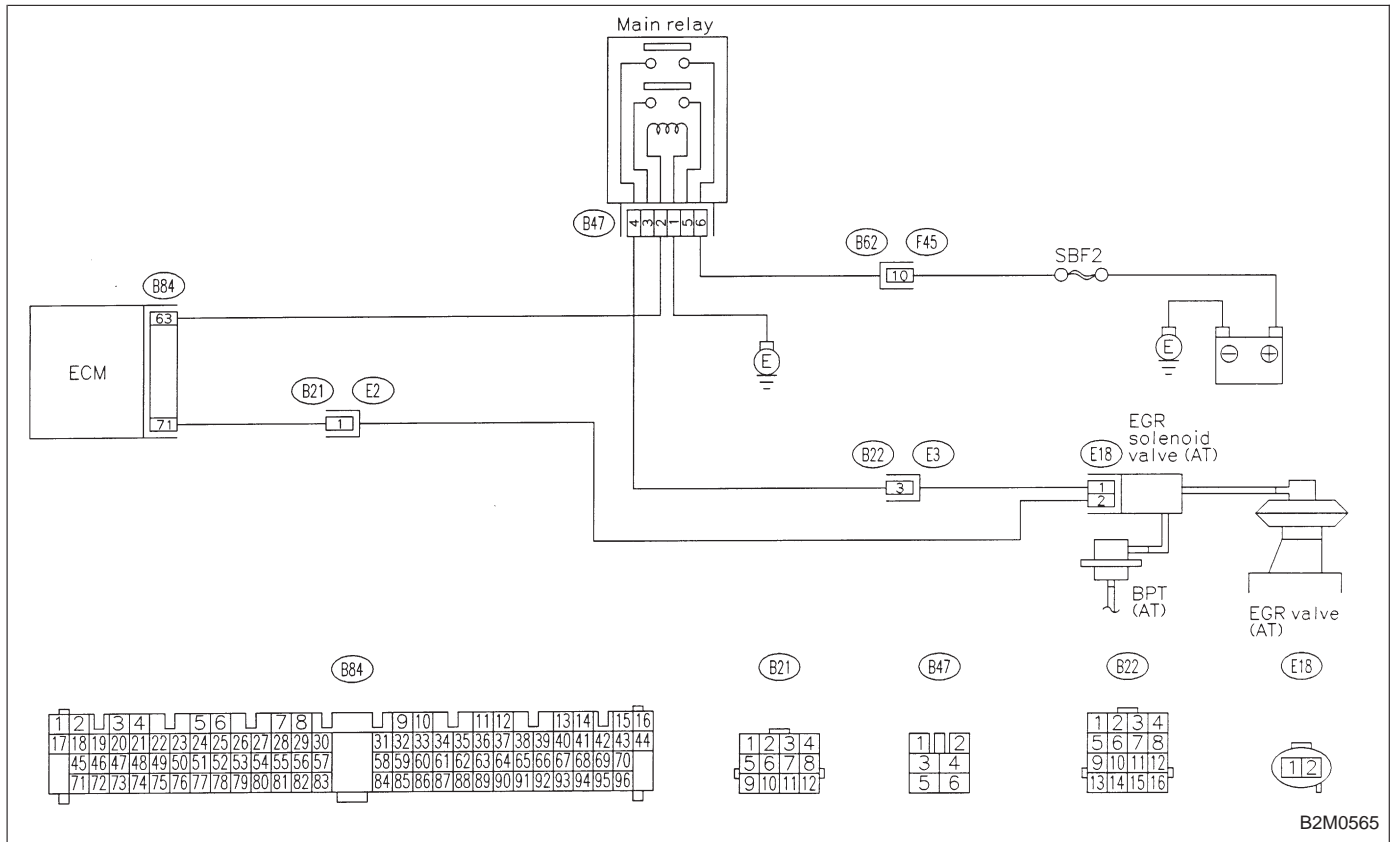 Main relay
B47
4 3 2 1 5 6
B62 F45
10
SBF2
B84
63
ECM
71
B21 E2
1
E
E
− +
B22 E3
3
E18
EGR
solenoid
valve (AT)
1
2
BPT
(AT)
EGR valve
(AT)
B84
1 2 3 4 5 6 7 8 9 10 11 12 13 14 15 16
17 18 19 20 21 22 23 24 25 26 27 28 29 30 31 32 33 34 35 36 37 38 39 40 41 42 43 44
45 46 47 48 49 50 51 52 53 54 55 56 57 58 59 60 61 62 63 64 65 66 67 68 69 70
71 72 73 74 75 76 77 78 79 80 81 82 83 84 85 86 87 88 89 90 91 92 93 94 95 96
B21
1 2 3 4
5 6 7 8
9 10 11 12
B47
1 2
3 4
5 6
B22
1 2 3 4
5 6 7 8
9 10 11 12
13 14 15 16
E18
1 2
B2M0565